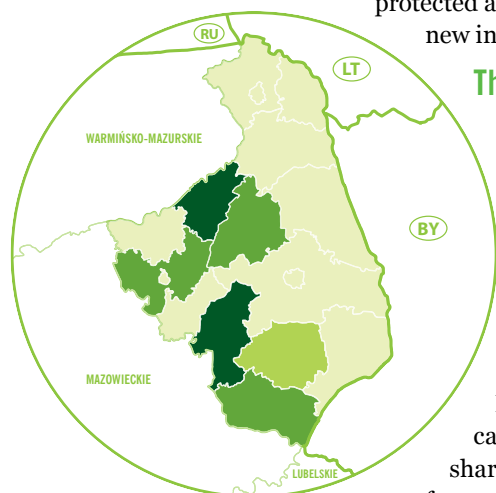 protected a
new in
Th
RU
LT
WARMIŃSKO-MAZURSKIE
BY
MAZOWIECKIE
ca
shar
LUBELSKIE